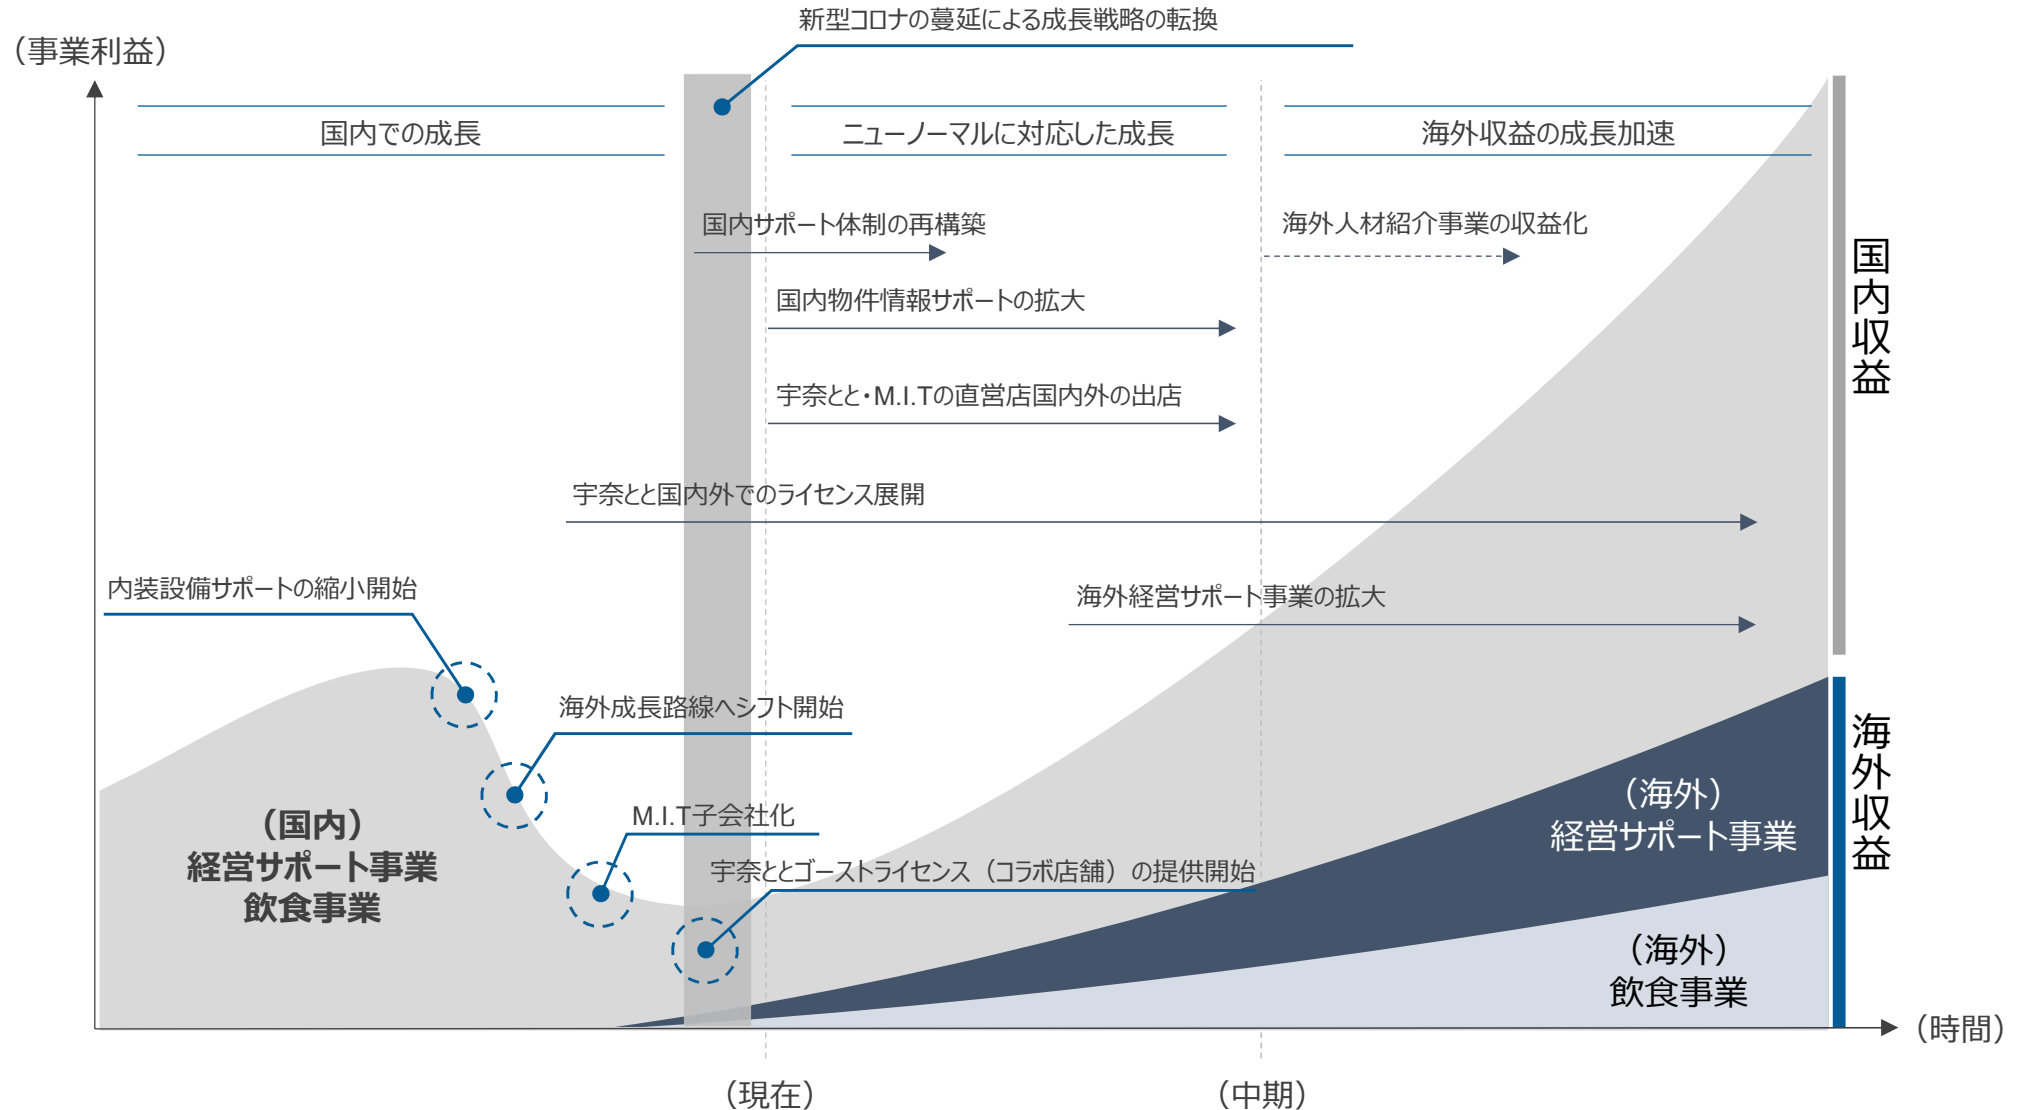 新型コロナの蔓延による成長戦略の転換
（事業利益）
国内での成長
ニューノーマルに対応した成長
海外収益の成長加速
国内サポート体制の再構築
海外人材紹介事業の収益化
国内物件情報サポートの拡大
宇奈とと・M.I.Tの直営店国内外の出店
宇奈とと国内外でのライセンス展開
内装設備サポートの縮小開始
海外経営サポート事業の拡大
海外成長路線へシフト開始
M.I.T子会社化
宇奈ととゴーストライセンス（コラボ店舗）の提供開始
（国内）
経営サポート事業
飲食事業
（海外）
経営サポート事業
（海外）
飲食事業
国内収益
海外収益
（時間）
（現在）
（中期）